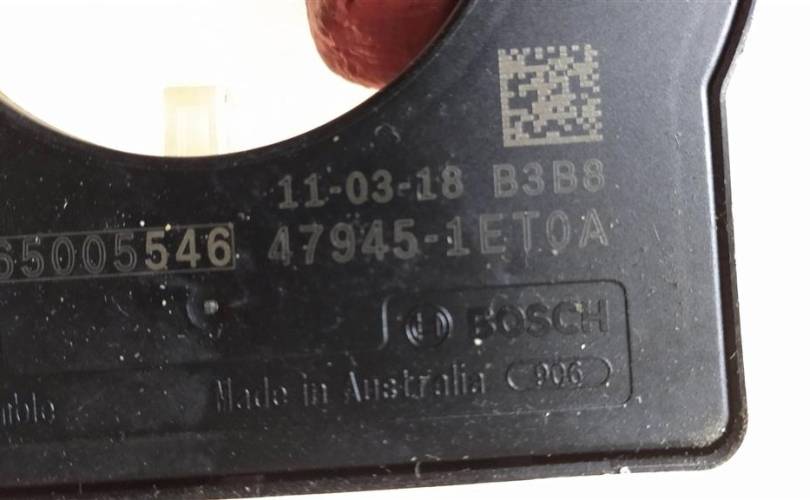 11-03-18 B3B8
65005546 47945-1ET0A
BOSCH
Made in Australia 906